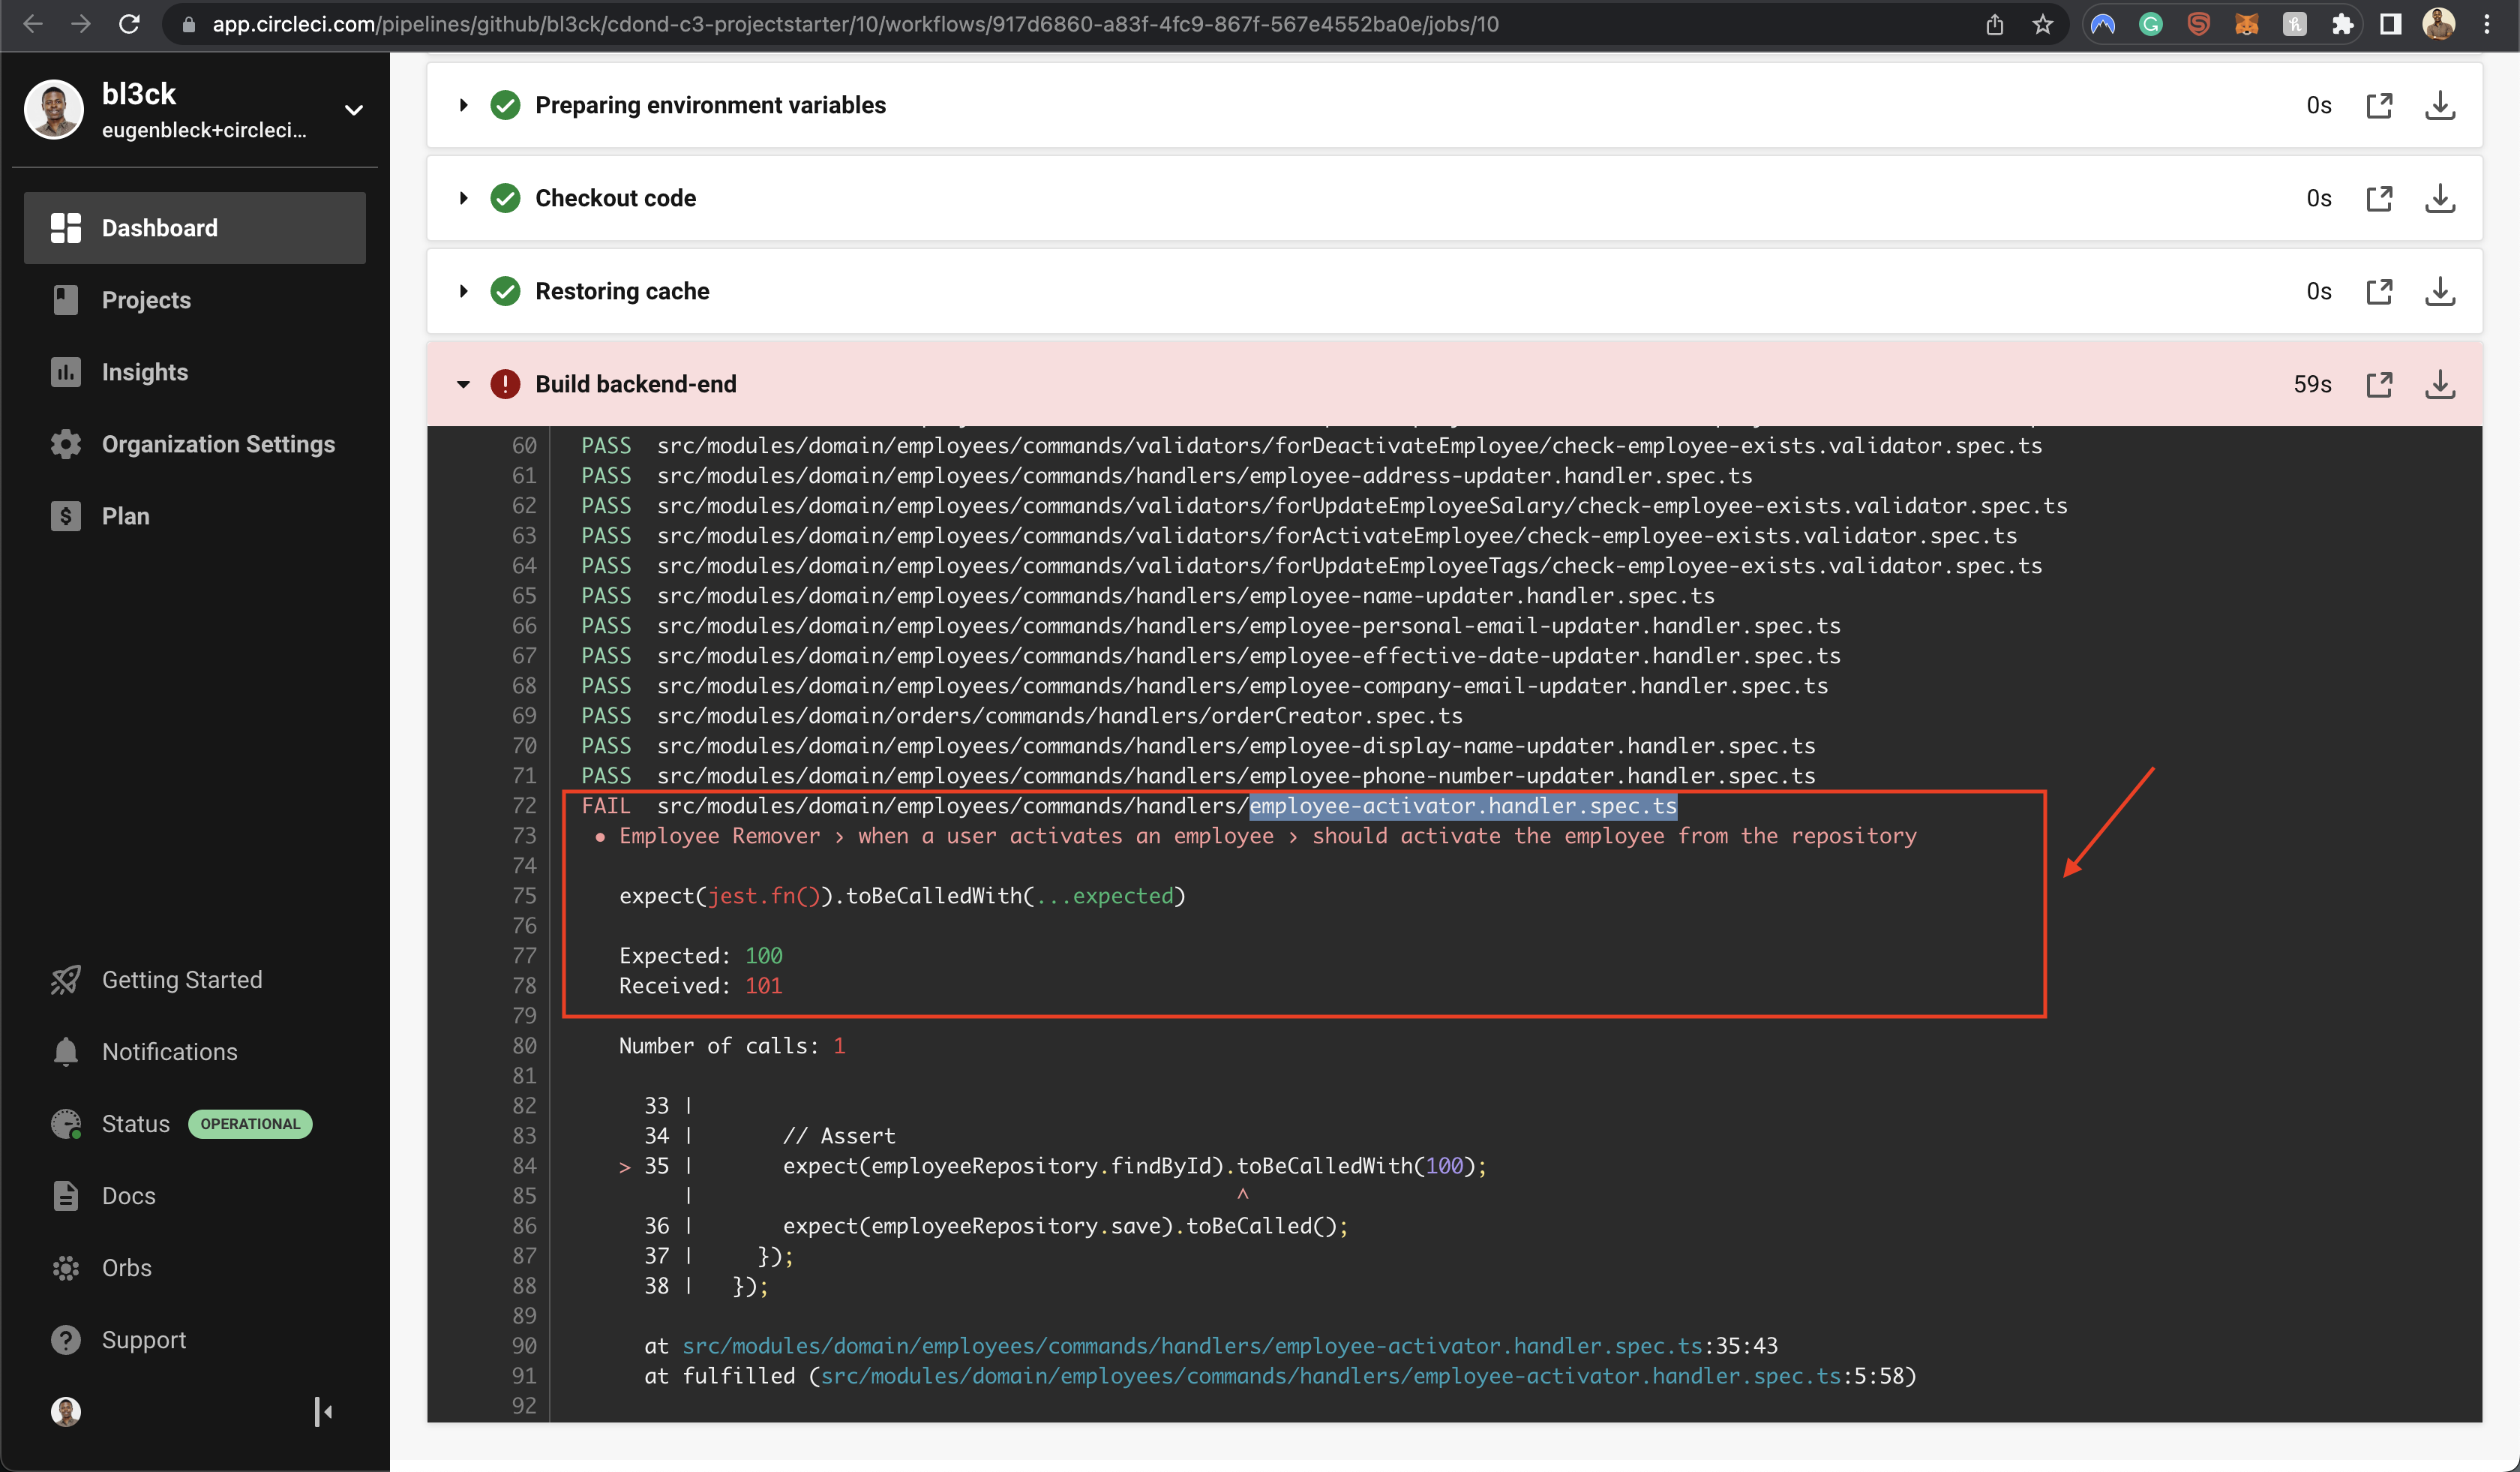 app.circleci.com/pipelines/github/bl3ck/cdond-c3-projectstarter/10/workflows/917d6860-a83f-4fc9-867f-567e4552ba0e/jobs/10
bl3ck
eugenbleck+circleci...
Dashboard
Projects
Insights
Organization Settings
Plan
Getting Started
Notifications
Status OPERATIONAL
Docs
Orbs
Support
Preparing environment variables 0s
Checkout code 0s
Restoring cache 0s
Build backend-end 59s
60 PASS src/modules/domain/employees/commands/validators/forDeactivateEmployee/check-employee-exists.validator.spec.ts
61 PASS src/modules/domain/employees/commands/handlers/employee-address-updater.handler.spec.ts
62 PASS src/modules/domain/employees/commands/validators/forUpdateEmployeeSalary/check-employee-exists.validator.spec.ts
63 PASS src/modules/domain/employees/commands/validators/forActivateEmployee/check-employee-exists.validator.spec.ts
64 PASS src/modules/domain/employees/commands/validators/forUpdateEmployeeTags/check-employee-exists.validator.spec.ts
65 PASS src/modules/domain/employees/commands/handlers/employee-name-updater.handler.spec.ts
66 PASS src/modules/domain/employees/commands/handlers/employee-personal-email-updater.handler.spec.ts
67 PASS src/modules/domain/employees/commands/handlers/employee-effective-date-updater.handler.spec.ts
68 PASS src/modules/domain/employees/commands/handlers/employee-company-email-updater.handler.spec.ts
69 PASS src/modules/domain/orders/commands/handlers/orderCreator.spec.ts
70 PASS src/modules/domain/employees/commands/handlers/employee-display-name-updater.handler.spec.ts
71 PASS src/modules/domain/employees/commands/handlers/employee-phone-number-updater.handler.spec.ts
72 FAIL src/modules/domain/employees/commands/handlers/employee-activator.handler.spec.ts
73 ● Employee Remover › when a user activates an employee › should activate the employee from the repository
74
75 expect(jest.fn()).toBeCalledWith(...expected)
76
77 Expected: 100
78 Received: 101
79
80 Number of calls: 1
81
82 33 |
83 34 | // Assert
84 > 35 | expect(employeeRepository.findById).toBeCalledWith(100);
85 | ^
86 36 | expect(employeeRepository.save).toBeCalled();
87 37 | });
88 38 | });
89
90 at src/modules/domain/employees/commands/handlers/employee-activator.handler.spec.ts:35:43
91 at fulfilled (src/modules/domain/employees/commands/handlers/employee-activator.handler.spec.ts:5:58)
92